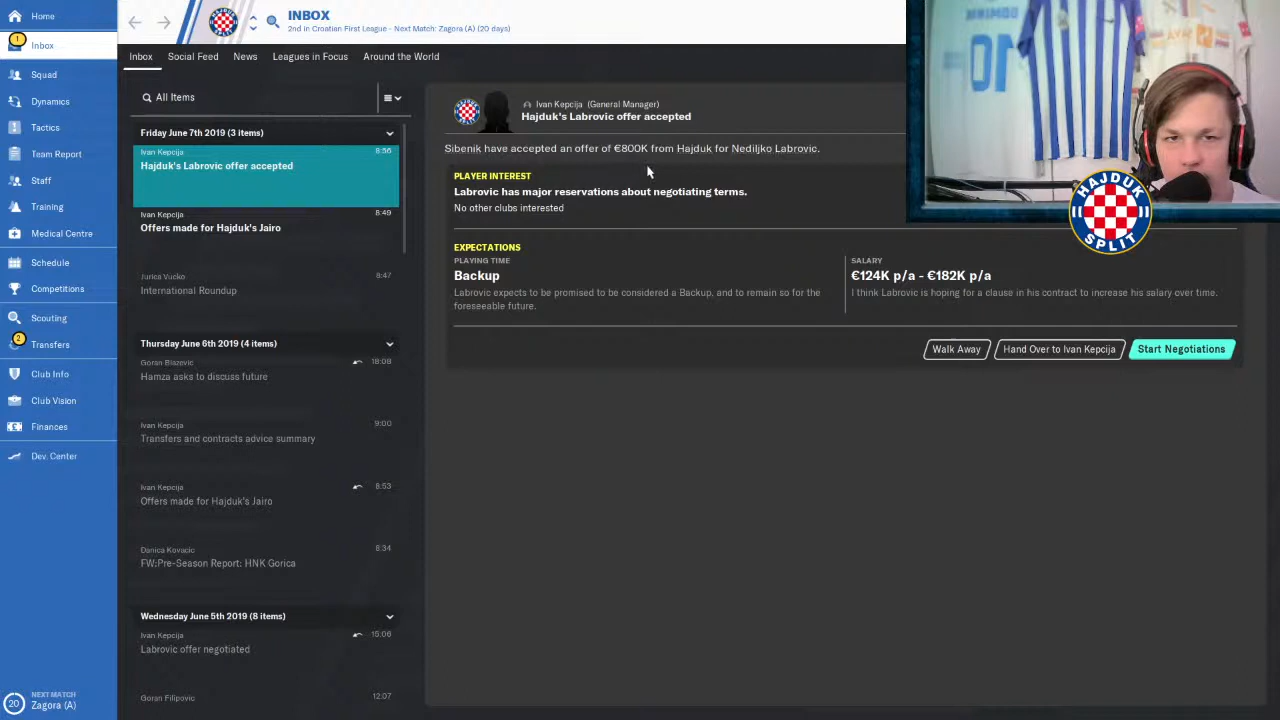 Home
INBOX
2nd in Croatian First League - Next Match: Zagora (A) (20 days)
1
Inbox
Squad
Dynamics
Tactics
Team Report
Staff
Training
Medical Centre
Schedule
Competitions
Scouting
2
Transfers
Club Info
Club Vision
Finances
Dev. Center
20
NEXT MATCH
Zagora (A)
Inbox
Social Feed
News
Leagues in Focus
Around the World
All Items
Friday June 7th 2019 (3 items)
Ivan Kepcija
8:56
Hajduk's Labrovic offer accepted
Ivan Kepcija
8:49
Offers made for Hajduk's Jairo
Jurica Vucko
8:47
International Roundup
Thursday June 6th 2019 (4 items)
Goran Blazevic
18:08
Hamza asks to discuss future
Ivan Kepcija
9:00
Transfers and contracts advice summary
Ivan Kepcija
8:53
Offers made for Hajduk's Jairo
Danica Kovacic
8:34
FW:Pre-Season Report: HNK Gorica
Wednesday June 5th 2019 (8 items)
Ivan Kepcija
15:06
Labrovic offer negotiated
Goran Filipovic
12:07
Ivan Kepcija (General Manager)
Hajduk's Labrovic offer accepted
Sibenik have accepted an offer of €800K from Hajduk for Nediljko Labrovic.
PLAYER INTEREST
Labrovic has major reservations about negotiating terms.
No other clubs interested
EXPECTATIONS
PLAYING TIME
Backup
Labrovic expects to be promised to be considered a Backup, and to remain so for the
foreseeable future.
SALARY
€124K p/a - €182K p/a
I think Labrovic is hoping for a clause in his contract to increase his salary over time.
Walk Away
Hand Over to Ivan Kepcija
Start Negotiations
10
HAJDUK
SPLIT